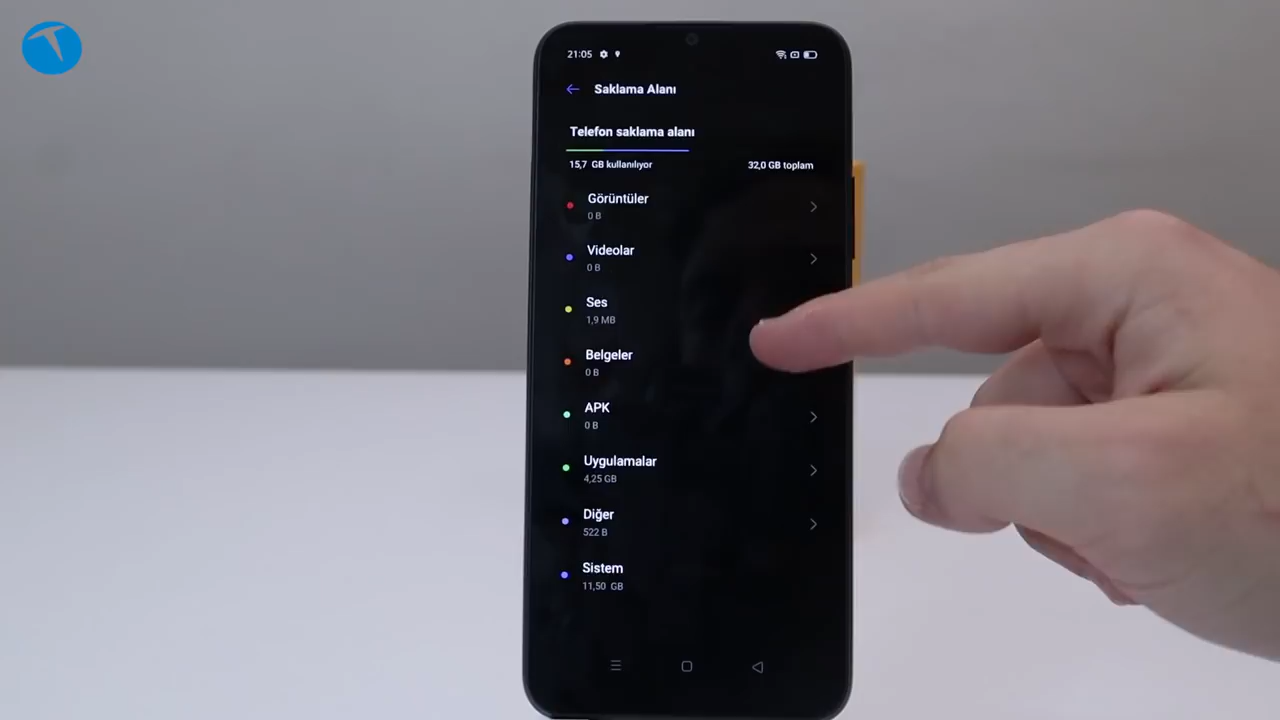 21:05
Saklama Alanı
Telefon saklama alanı
15,7 GB kullanılıyor
32,0 GB toplam
Görüntüler
0 B
Videolar
0 B
Ses
1,9 MB
Belgeler
0 B
APK
0 B
Uygulamalar
4,25 GB
Diğer
522 B
Sistem
11,50 GB